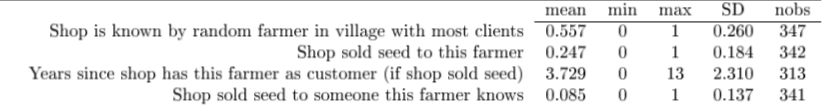 mean min max SD nobs
Shop is known by random farmer in village with most clients 0.557 0 1 0.260 347
Shop sold seed to this farmer 0.247 0 1 0.184 342
Years since shop has this farmer as customer (if shop sold seed) 3.729 0 13 2.310 313
Shop sold seed to someone this farmer knows 0.085 0 1 0.137 341